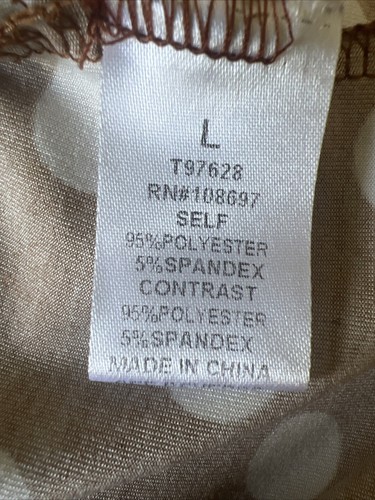 L
T97628
RN#108697
SELF
95%POLYESTER
5%SPANDEX
CONTRAST
95%POLYESTER
5%SPANDEX
MADE IN CHINA